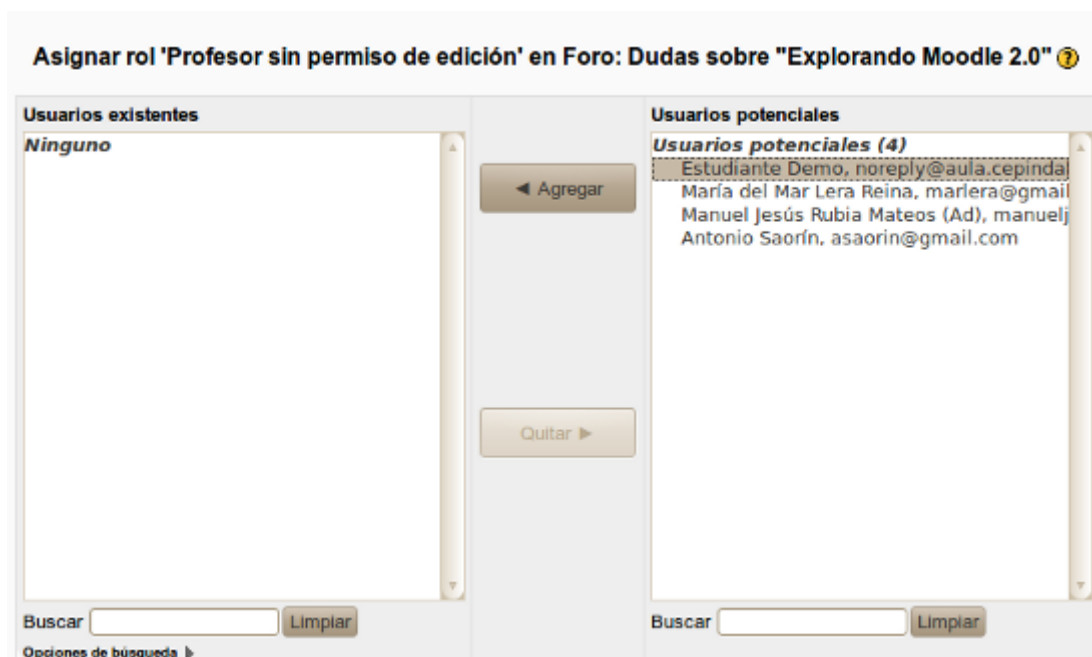 Asignar rol 'Profesor sin permiso de edición' en Foro: Dudas sobre "Explorando Moodle 2.0" ?
Usuarios existentes
Ninguno
Buscar
Limpiar
Opciones de búsqueda ▶
◀ Agregar
Quitar ▶
Usuarios potenciales
Usuarios potenciales (4)
Estudiante Demo, noreply@aula.cepinda
María del Mar Lera Reina, marlera@gmail
Manuel Jesús Rubia Mateos (Ad), manuelj
Antonio Saorín, asaorin@gmail.com
Buscar
Limpiar